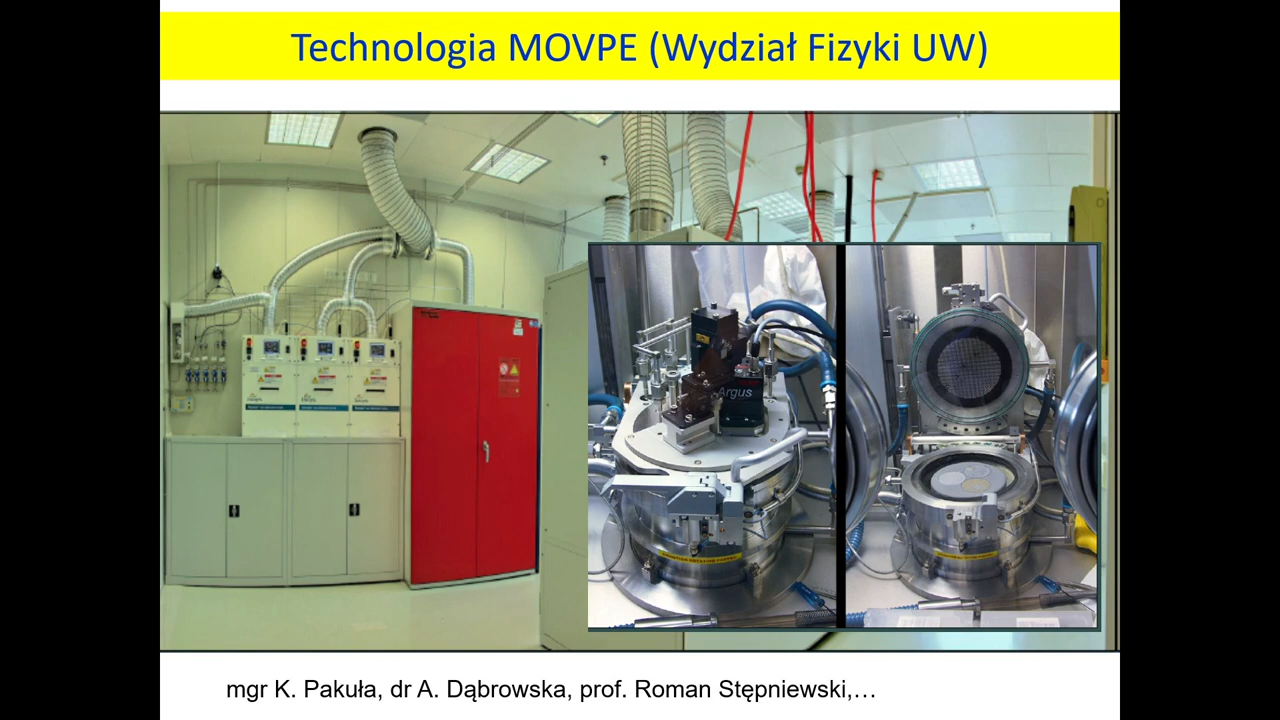 Technologia MOVPE (Wydział Fizyki UW)
Argus
mgr K. Pakuła, dr A. Dąbrowska, prof. Roman Stępniewski,…